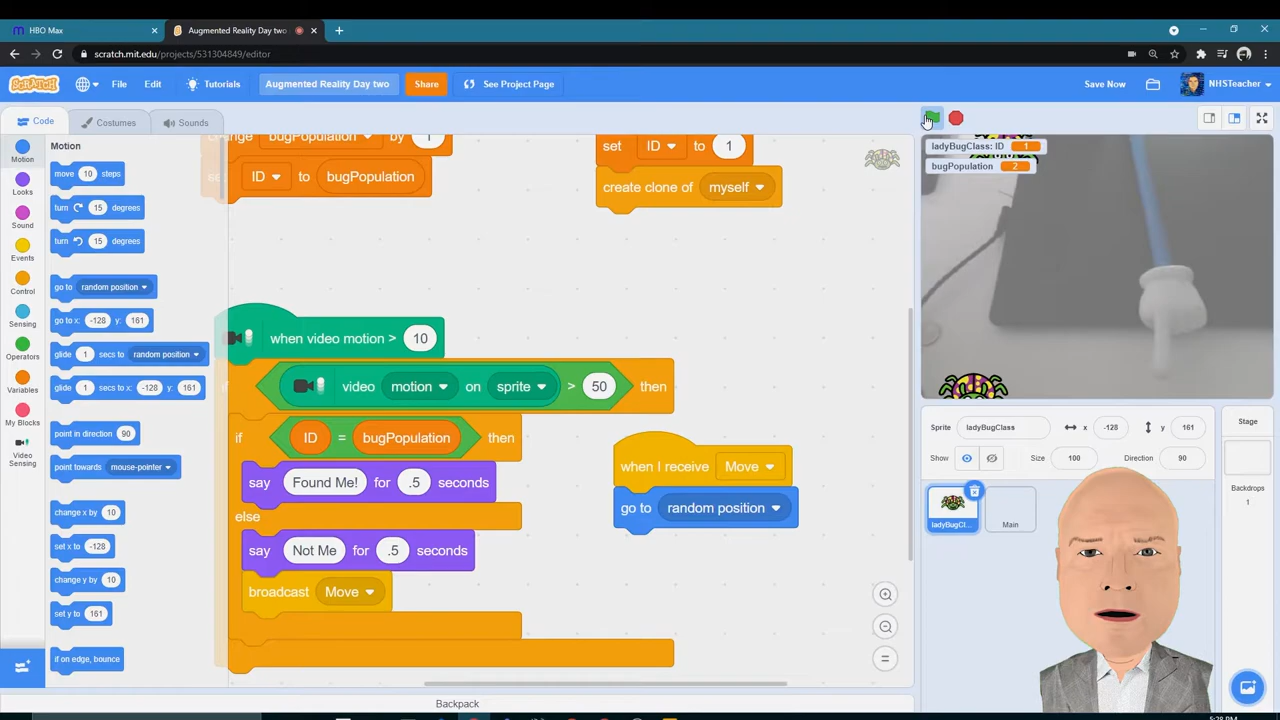 HBO Max
Augmented Reality Day two
scratch.mit.edu/projects/531304849/editor
SCRATCH
File
Edit
Tutorials
Augmented Reality Day two
Share
See Project Page
Save Now
NHSTeacher
Code
Costumes
Sounds
Motion
Looks
Sound
Events
Control
Sensing
Operators
Variables
My Blocks
Video Sensing
Motion
move 10 steps
turn 15 degrees
turn 15 degrees
go to random position
go to x: -128 y: 161
glide 1 secs to random position
glide 1 secs to x: -128 y: 161
point in direction 90
point towards mouse-pointer
change x by 10
set x to -128
change y by 10
set y to 161
if on edge, bounce
change bugPopulation by 1
set ID to bugPopulation
set ID to 1
create clone of myself
when video motion > 10
if video motion on sprite > 50 then
if ID = bugPopulation then
say Found Me! for .5 seconds
else
say Not Me for .5 seconds
broadcast Move
when I receive Move
go to random position
ladyBugClass: ID 1
bugPopulation 2
Sprite ladyBugClass x -128 y 161
Show Size 100 Direction 90
ladyBugCl...
Main
Stage
Backdrops
1
Backpack
5:28 PM